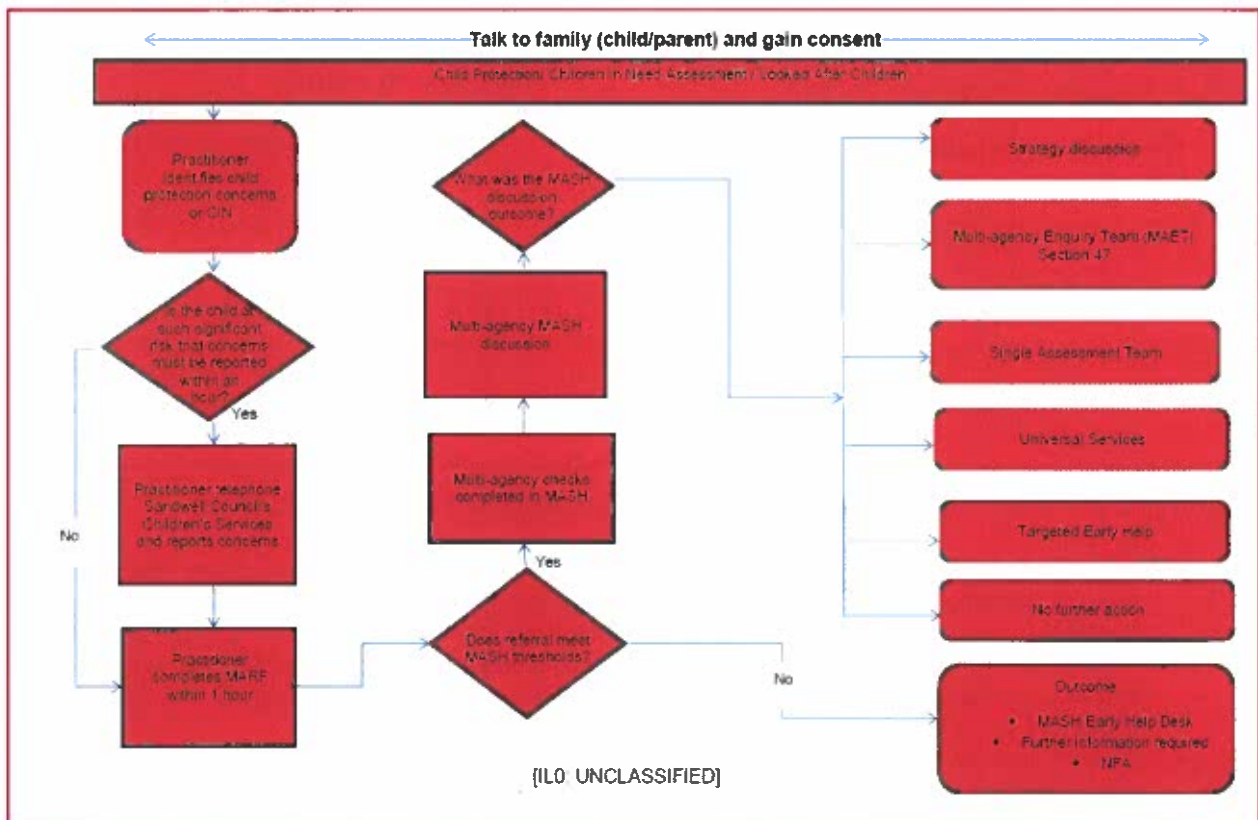 Talk to family (child/parent) and gain consent
Child Protection/ Children In Need Assessment / Looked After Children
Practitioner
identifies child
protection concerns
or CIN
Is the child at
such significant
risk that concerns
must be reported
within an
hour?
Yes
No
Practitioner telephone
Sandwell Council's
Children's Services
and reports concerns
Practitioner
completes MARF
within 1 hour
What was the MASH
discussion
outcome?
Multi-agency MASH
discussion
Multi-agency checks
completed in MASH
Yes
Does referral meet
MASH thresholds?
No
Strategy discussion
Multi-agency Enquiry Team (MAET)
Section 47
Single Assessment Team
Universal Services
Targeted Early Help
No further action
Outcome
• MASH Early Help Desk
• Further information required
• NFA
[IL0: UNCLASSIFIED]